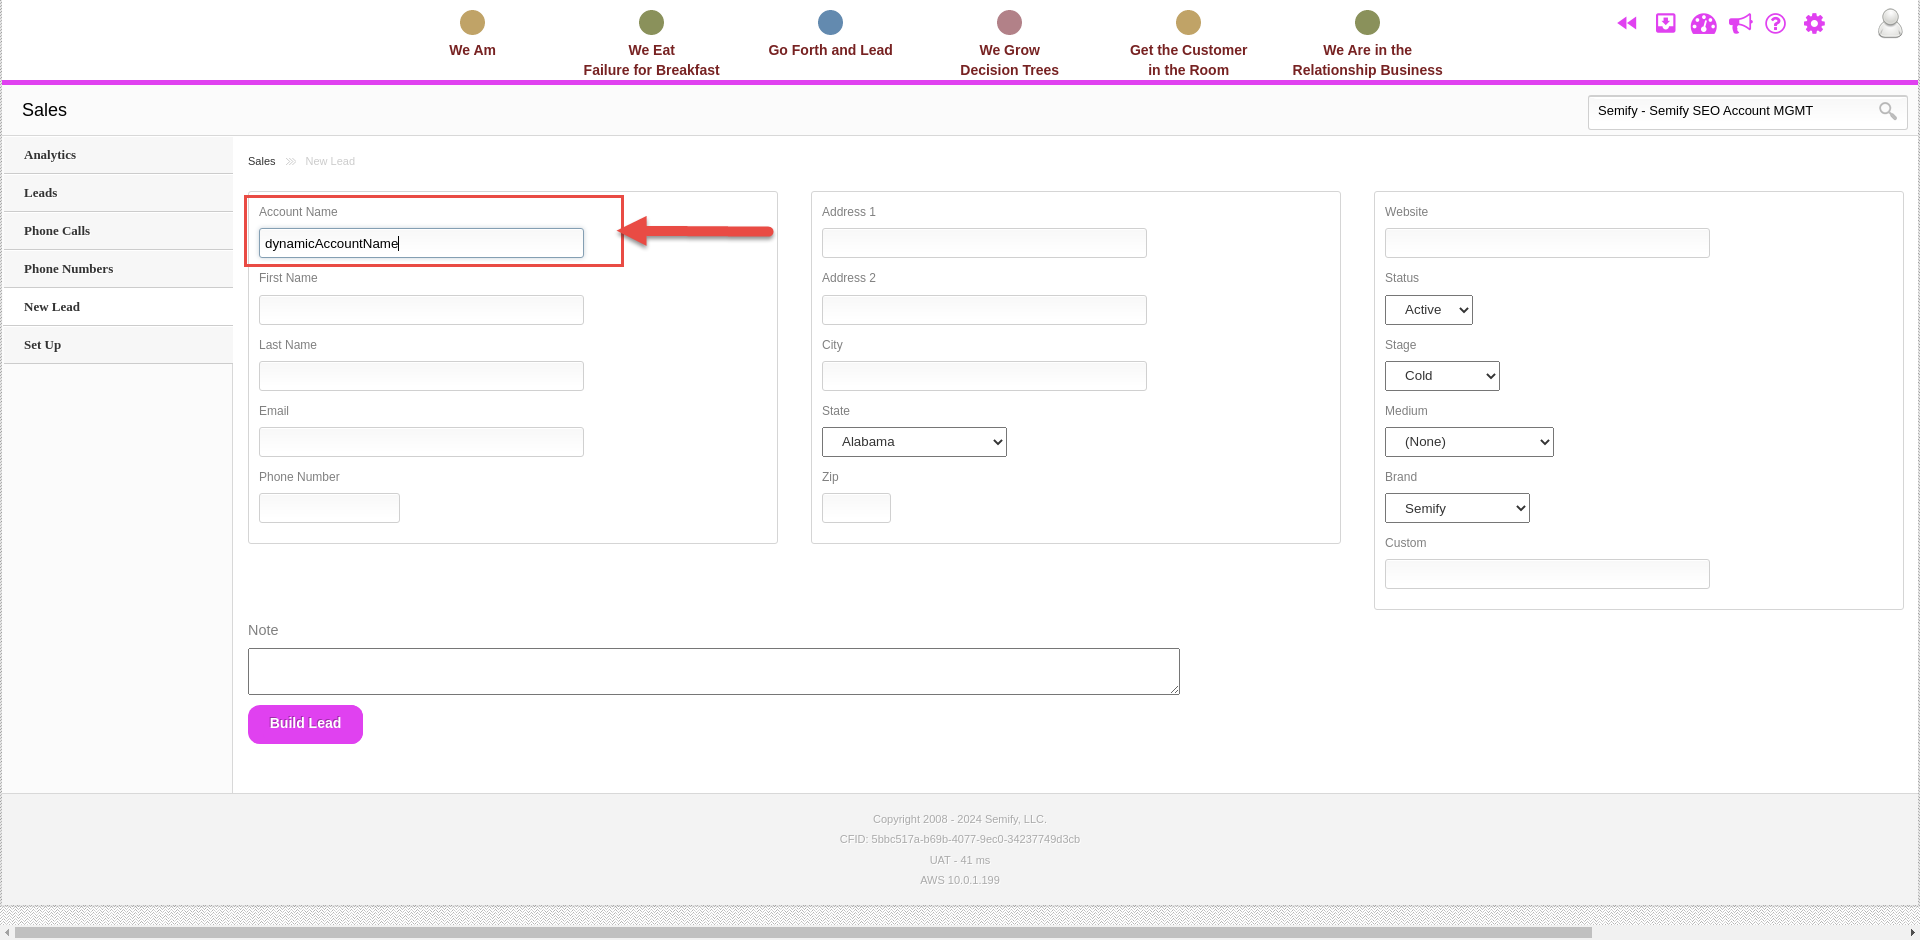 We Am
We Eat
Failure for Breakfast
Go Forth and Lead
We Grow
Decision Trees
Get the Customer
in the Room
We Are in the
Relationship Business
Sales
Semify - Semify SEO Account MGMT
Analytics
Leads
Phone Calls
Phone Numbers
New Lead
Set Up
Sales New Lead
Account Name
dynamicAccountName
First Name
Last Name
Email
Phone Number
Address 1
Address 2
City
State
Alabama
Zip
Website
Status
Active
Stage
Cold
Medium
(None)
Brand
Semify
Custom
Note
Build Lead
Copyright 2008 - 2024 Semify, LLC.
CFID: 5bbc517a-b69b-4077-9ec0-34237749d3cb
UAT - 41 ms
AWS 10.0.1.199